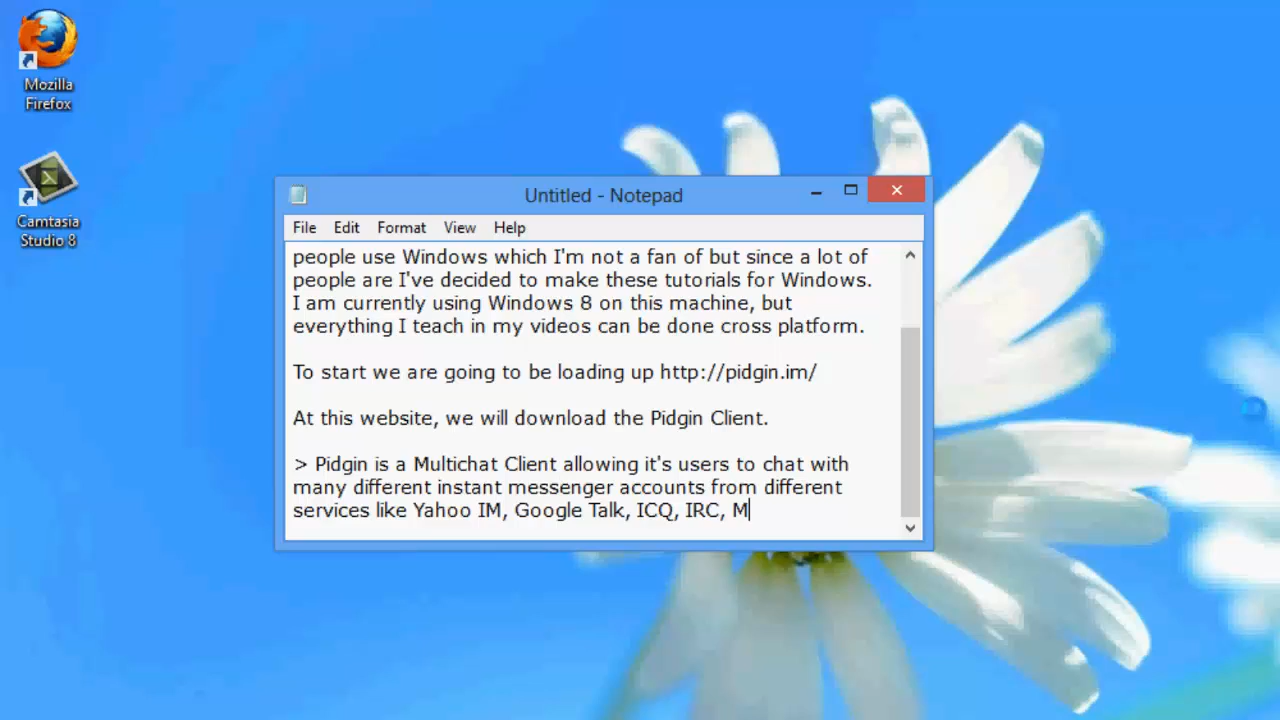 Mozilla
Firefox
Camtasia
Studio 8
Untitled - Notepad
File Edit Format View Help
people use Windows which I'm not a fan of but since a lot of
people are I've decided to make these tutorials for Windows.
I am currently using Windows 8 on this machine, but
everything I teach in my videos can be done cross platform.
To start we are going to be loading up http://pidgin.im/
At this website, we will download the Pidgin Client.
> Pidgin is a Multichat Client allowing it's users to chat with
many different instant messenger accounts from different
services like Yahoo IM, Google Talk, ICQ, IRC, M